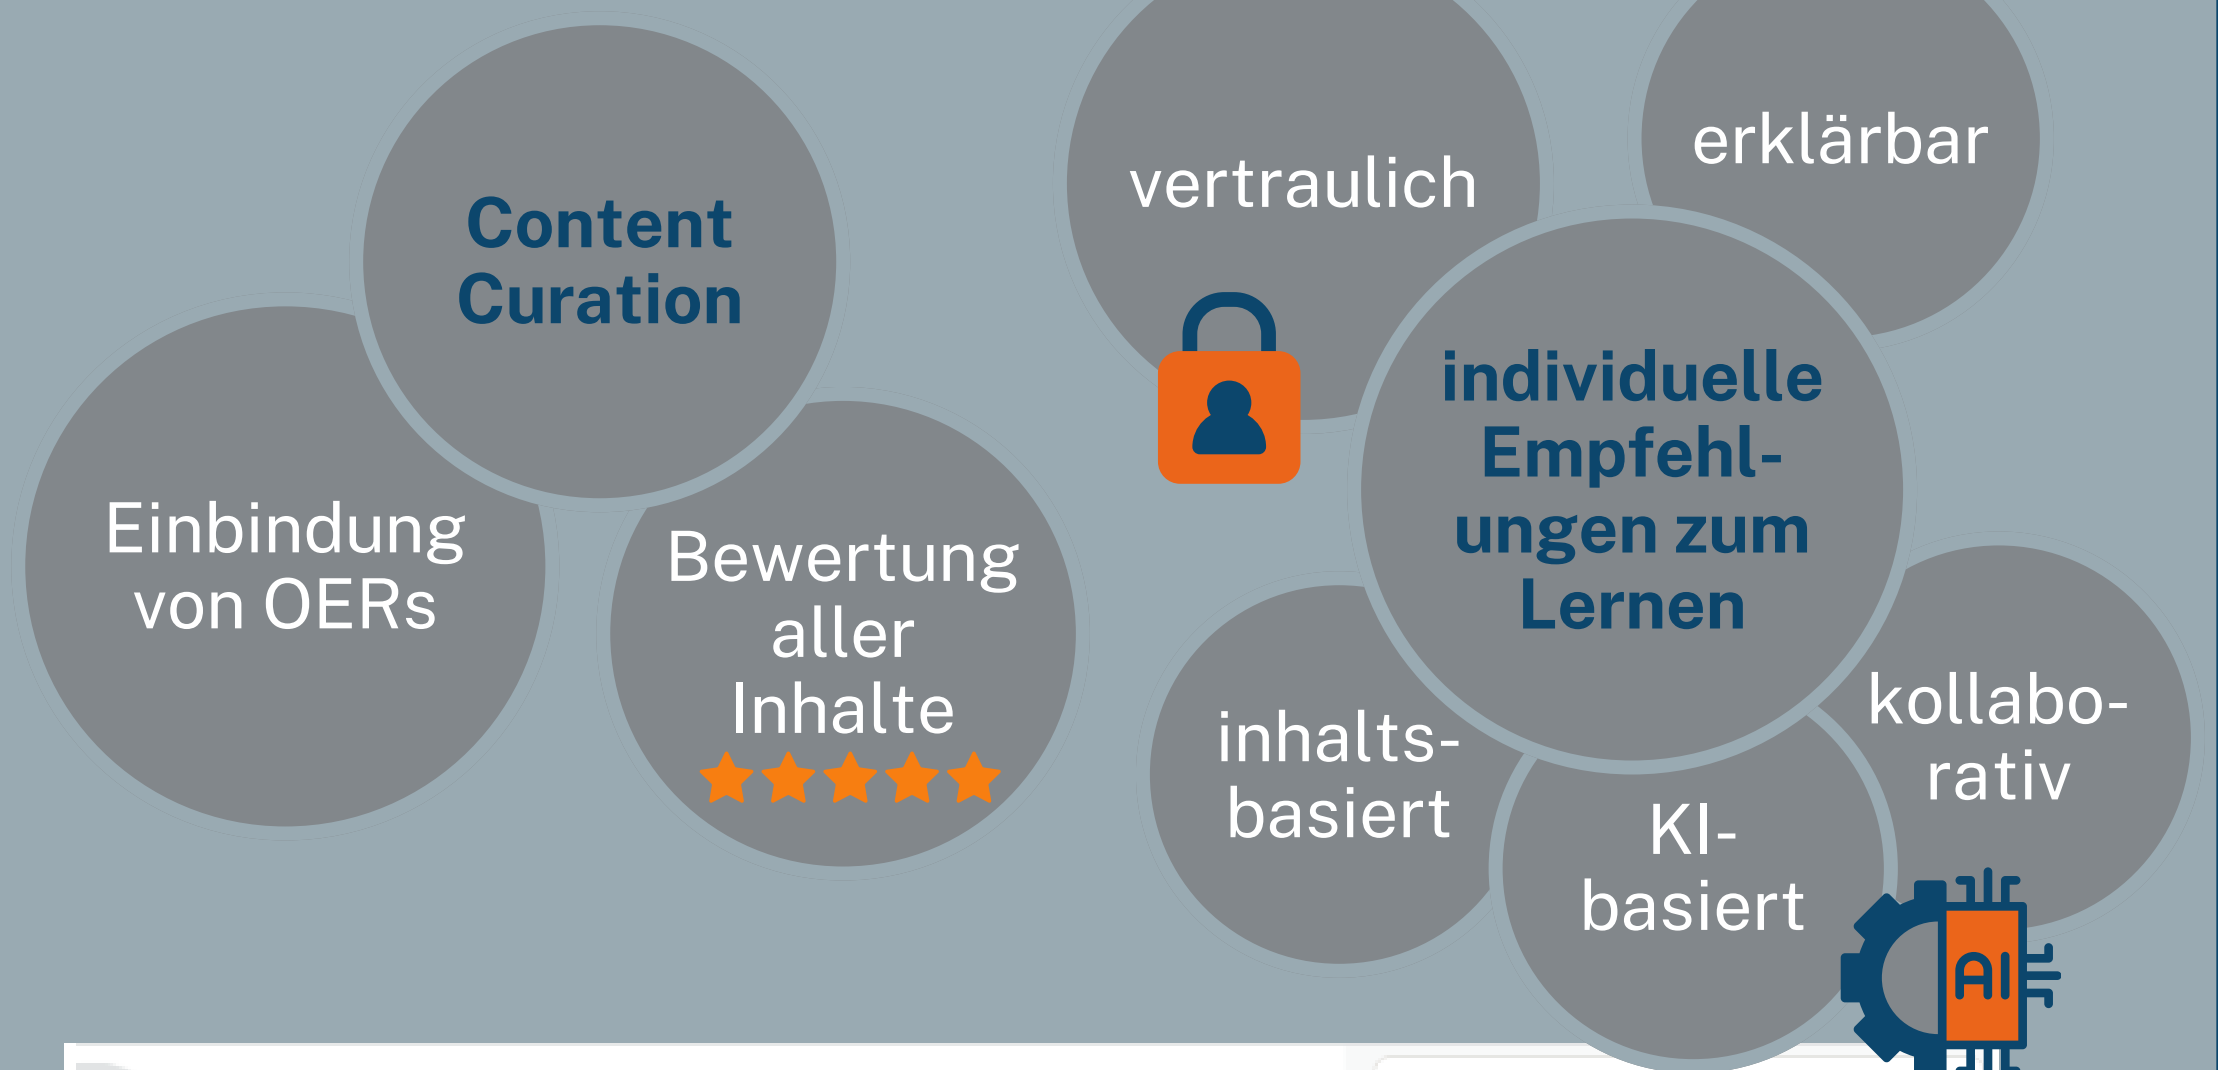 Content
Curation
Einbindung
von OERs
Bewertung
aller
Inhalte
vertraulich
erklärbar
individuelle
Empfehl-
ungen zum
Lernen
inhalts-
basiert
KI-
basiert
kollabo-
rativ
AI